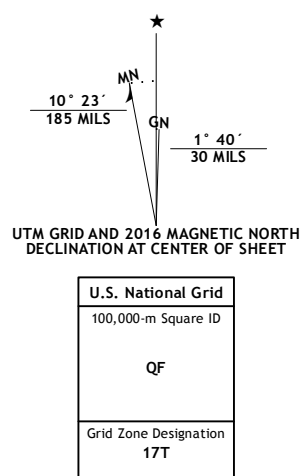 MN
10° 23´
185 MILS
GN
1° 40´
30 MILS
UTM GRID AND 2016 MAGNETIC NORTH
DECLINATION AT CENTER OF SHEET
U.S. National Grid
100,000-m Square ID
QF
Grid Zone Designation
17T